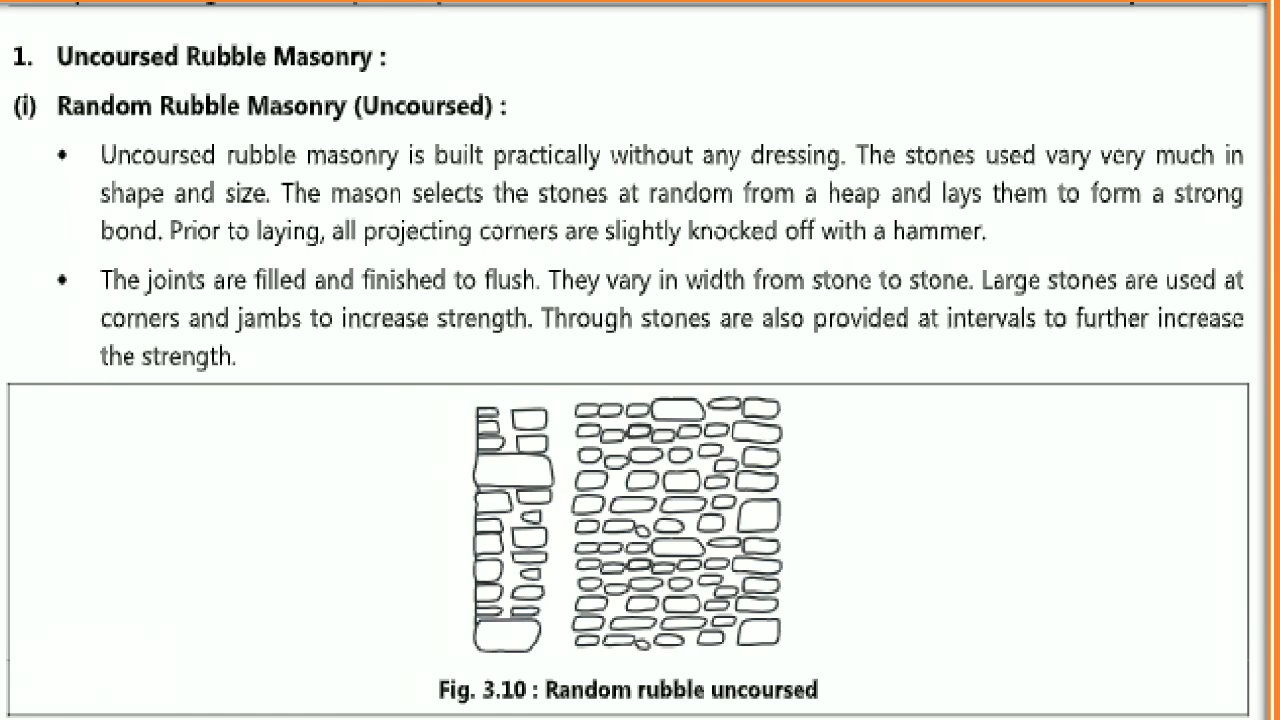 1. Uncoursed Rubble Masonry :
(i) Random Rubble Masonry (Uncoursed) :
• Uncoursed rubble masonry is built practically without any dressing. The stones used vary very much in
shape and size. The mason selects the stones at random from a heap and lays them to form a strong
bond. Prior to laying, all projecting corners are slightly knocked off with a hammer.
• The joints are filled and finished to flush. They vary in width from stone to stone. Large stones are used at
corners and jambs to increase strength. Through stones are also provided at intervals to further increase
the strength.
Fig. 3.10 : Random rubble uncoursed